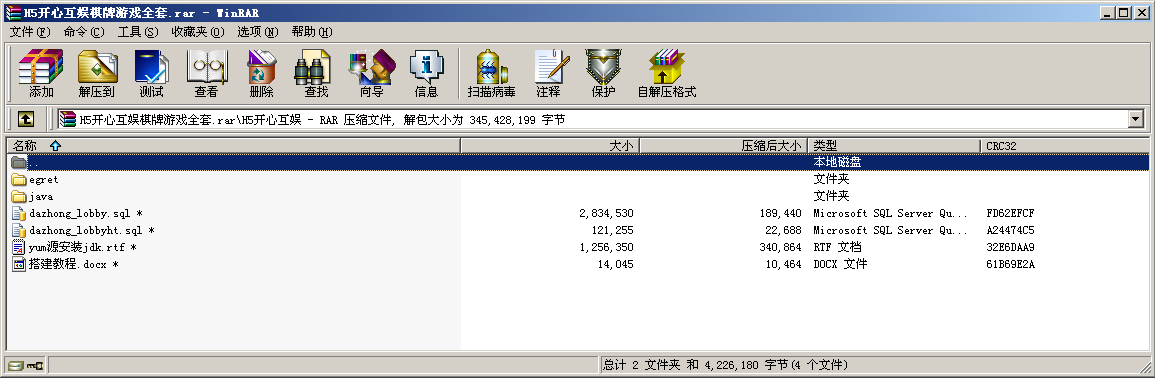 H5开心互娱棋牌游戏全套.rar - WinRAR
文件(F) 命令(C) 工具(S) 收藏夹(O) 选项(N) 帮助(H)
添加 解压到 测试 查看 删除 查找 向导 信息 扫描病毒 注释 保护 自解压格式
H5开心互娱棋牌游戏全套.rar\H5开心互娱 - RAR 压缩文件, 解包大小为 345,428,199 字节
名称 大小 压缩后大小 类型 CRC32
.. 本地磁盘
egret 文件夹
java 文件夹
dazhong_lobby.sql * 2,834,530 189,440 Microsoft SQL Server Qu... FD62EFCF
dazhong_lobbyht.sql * 121,255 22,688 Microsoft SQL Server Qu... A24474C5
yum源安装jdk.rtf * 1,256,350 340,864 RTF 文档 32E6DAA9
搭建教程.docx * 14,045 10,464 DOCX 文件 61B69E2A
总计 2 文件夹 和 4,226,180 字节(4 个文件)